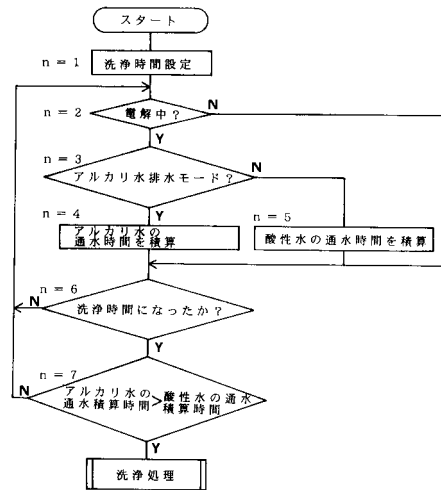 スタート
n = 1
洗浄時間設定
n = 2
電解中?
N
Y
n = 3
アルカリ水排水モード?
N
Y
n = 4
アルカリ水の
通水時間を積算
n = 5
酸性水の通水時間を積算
n = 6
N
洗浄時間になったか?
Y
n = 7
N
アルカリ水の
通水積算時間
>
酸性水の通水
積算時間
Y
洗浄処理